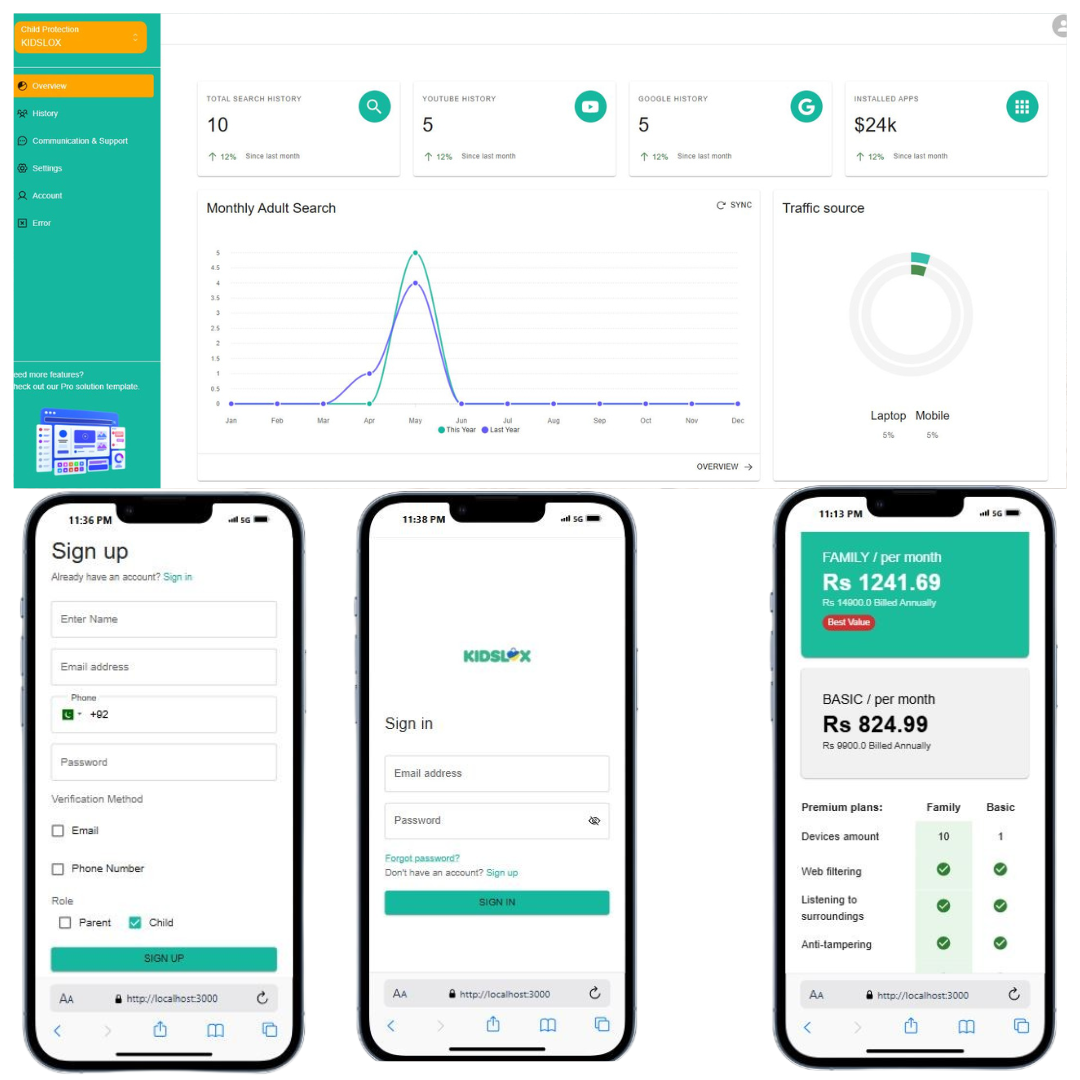 Child Protection
KIDSLOX
Overview
History
Communication & Support
Settings
Account
Error
eed more features?
heck out our Pro solution template.
TOTAL SEARCH HISTORY
10
12% Since last month
YOUTUBE HISTORY
5
12% Since last month
GOOGLE HISTORY
5
12% Since last month
INSTALLED APPS
$24k
12% Since last month
Monthly Adult Search
SYNC
5
4.5
4
3.5
3
2.5
2
1.5
1
0.5
0
Jan Feb Mar Apr May Jun Jul Aug Sep Oct Nov Dec
This Year Last Year
OVERVIEW
Traffic source
Laptop Mobile
5% 5%
11:36 PM 5G
Sign up
Already have an account? Sign in
Enter Name
Email address
Phone
+92
Password
Verification Method
Email
Phone Number
Role
Parent Child
SIGN UP
AA http://localhost:3000
11:38 PM 5G
KIDSLOX
Sign in
Email address
Password
Forgot password?
Don't have an account? Sign up
SIGN IN
AA http://localhost:3000
11:13 PM 5G
FAMILY / per month
Rs 1241.69
Rs 14900.0 Billed Annually
Best Value
BASIC / per month
Rs 824.99
Rs 9900.0 Billed Annually
Premium plans: Family Basic
Devices amount 10 1
Web filtering
Listening to
surroundings
Anti-tampering
AA http://localhost:3000